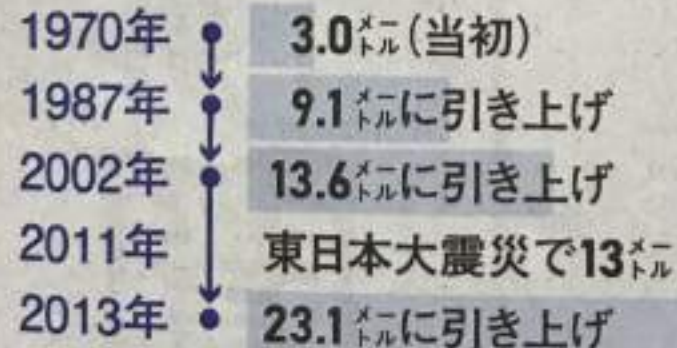 1970年 3.0メートル(当初)
1987年 9.1メートルに引き上げ
2002年 13.6メートルに引き上げ
2011年 東日本大震災で13メートル
2013年 23.1メートルに引き上げ